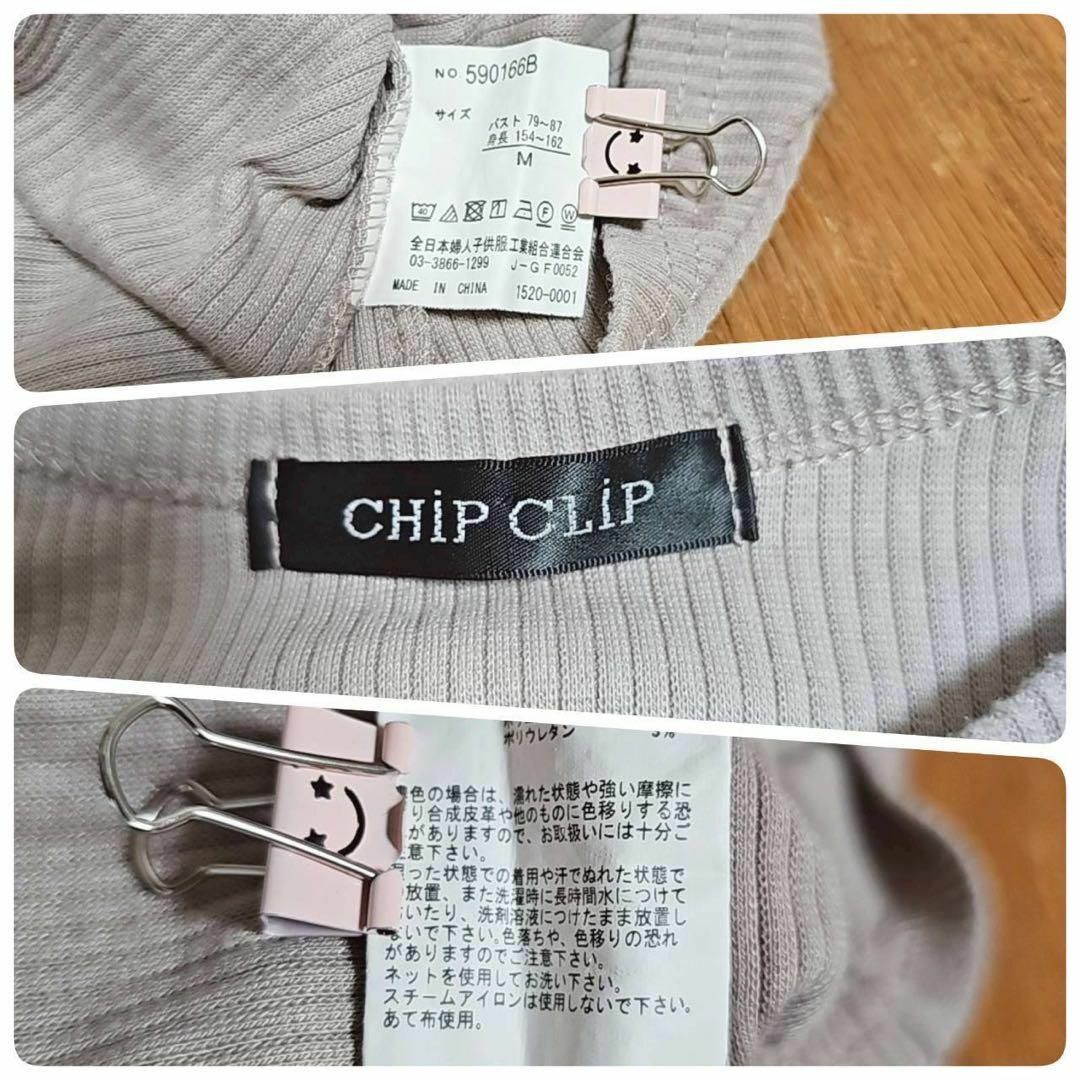 NO. 590166B
サイズ
バスト 79~87
身長 154~162
M
40
全日本婦人子供服工業組合連合会
03-3866-1299 J-GF0052
MADE IN CHINA 1520-0001
CHiP CLiP
ポリウレタン 5%
色の場合は、濡れた状態や強い摩擦に
り合成皮革や他のものに色移りする恐
がありますので、お取扱いには十分ご
注意下さい。
った状態での着用や汗でぬれた状態で
放置、また洗濯時に長時間水につけて
おいたり、洗剤溶液につけたまま放置し
ないで下さい。色落ちや、色移りの恐れ
がありますのでご注意下さい。
ネットを使用してお洗い下さい。
スチームアイロンは使用しないで下さい。
あて布使用。